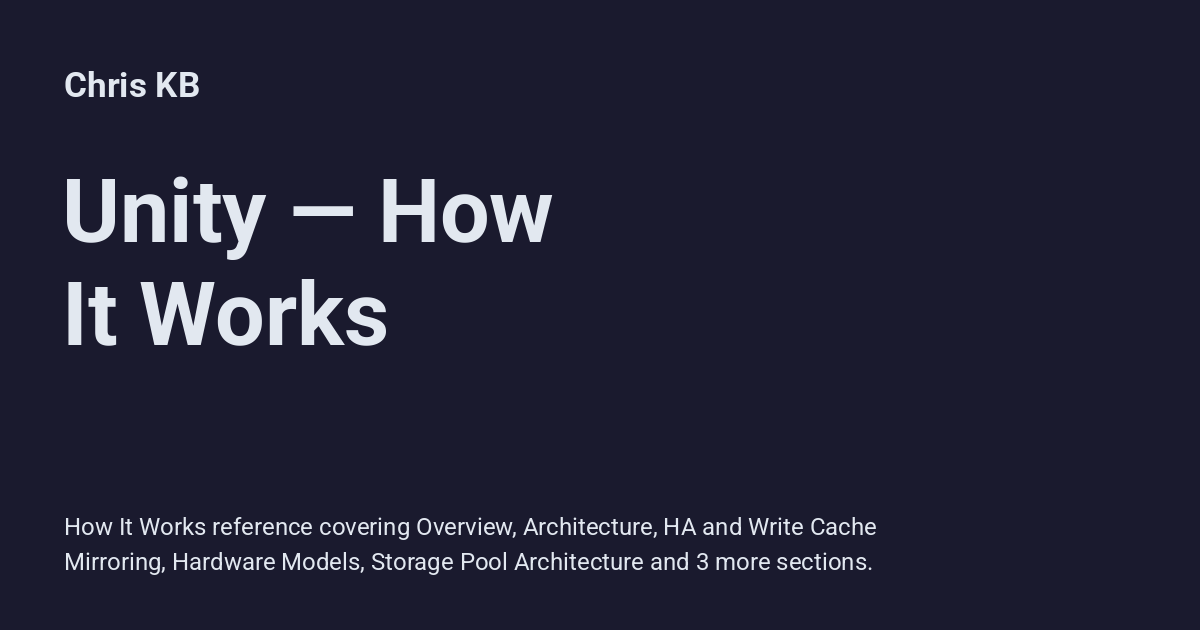 Chris KB
Unity — How
It Works
How It Works reference covering Overview, Architecture, HA and Write Cache
Mirroring, Hardware Models, Storage Pool Architecture and 3 more sections.